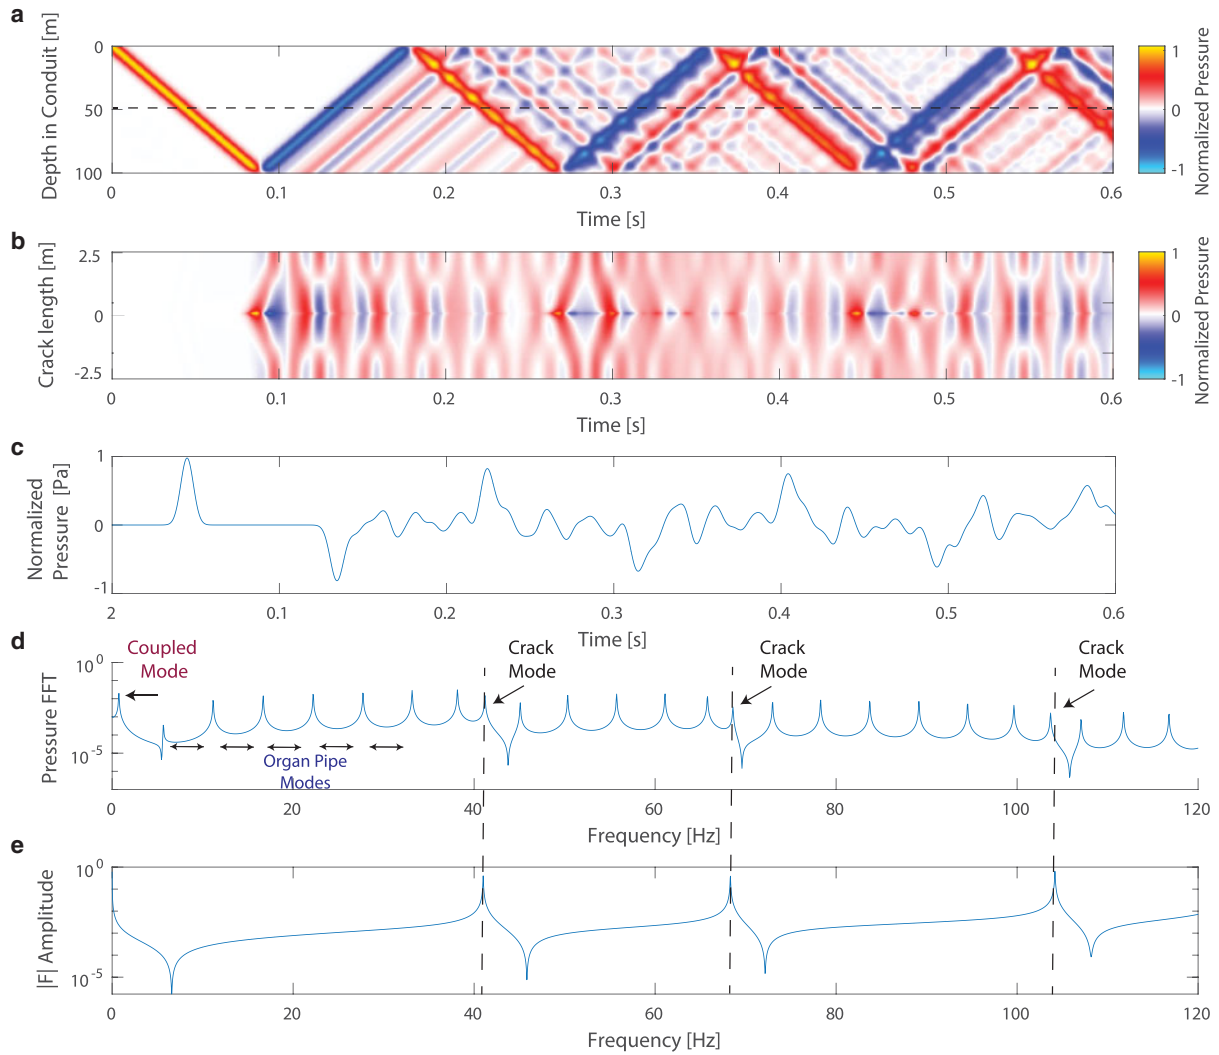 a
Depth in Conduit [m]
0
50
100
0
0.1
0.2
0.3
0.4
0.5
0.6
Time [s]
1
0
-1
Normalized Pressure
b
Crack length [m]
2.5
0
-2.5
0
0.1
0.2
0.3
0.4
0.5
0.6
Time [s]
1
0
-1
Normalized Pressure
c
Normalized
Pressure [Pa]
1
0
-1
2
0.1
0.2
0.3
0.4
0.5
0.6
Time [s]
d
Coupled
Mode
Crack
Mode
Crack
Mode
Crack
Mode
Pressure FFT
10^0
10^-5
Organ Pipe
Modes
0
20
40
60
80
100
120
Frequency [Hz]
e
|F| Amplitude
10^0
10^-5
0
20
40
60
80
100
120
Frequency [Hz]